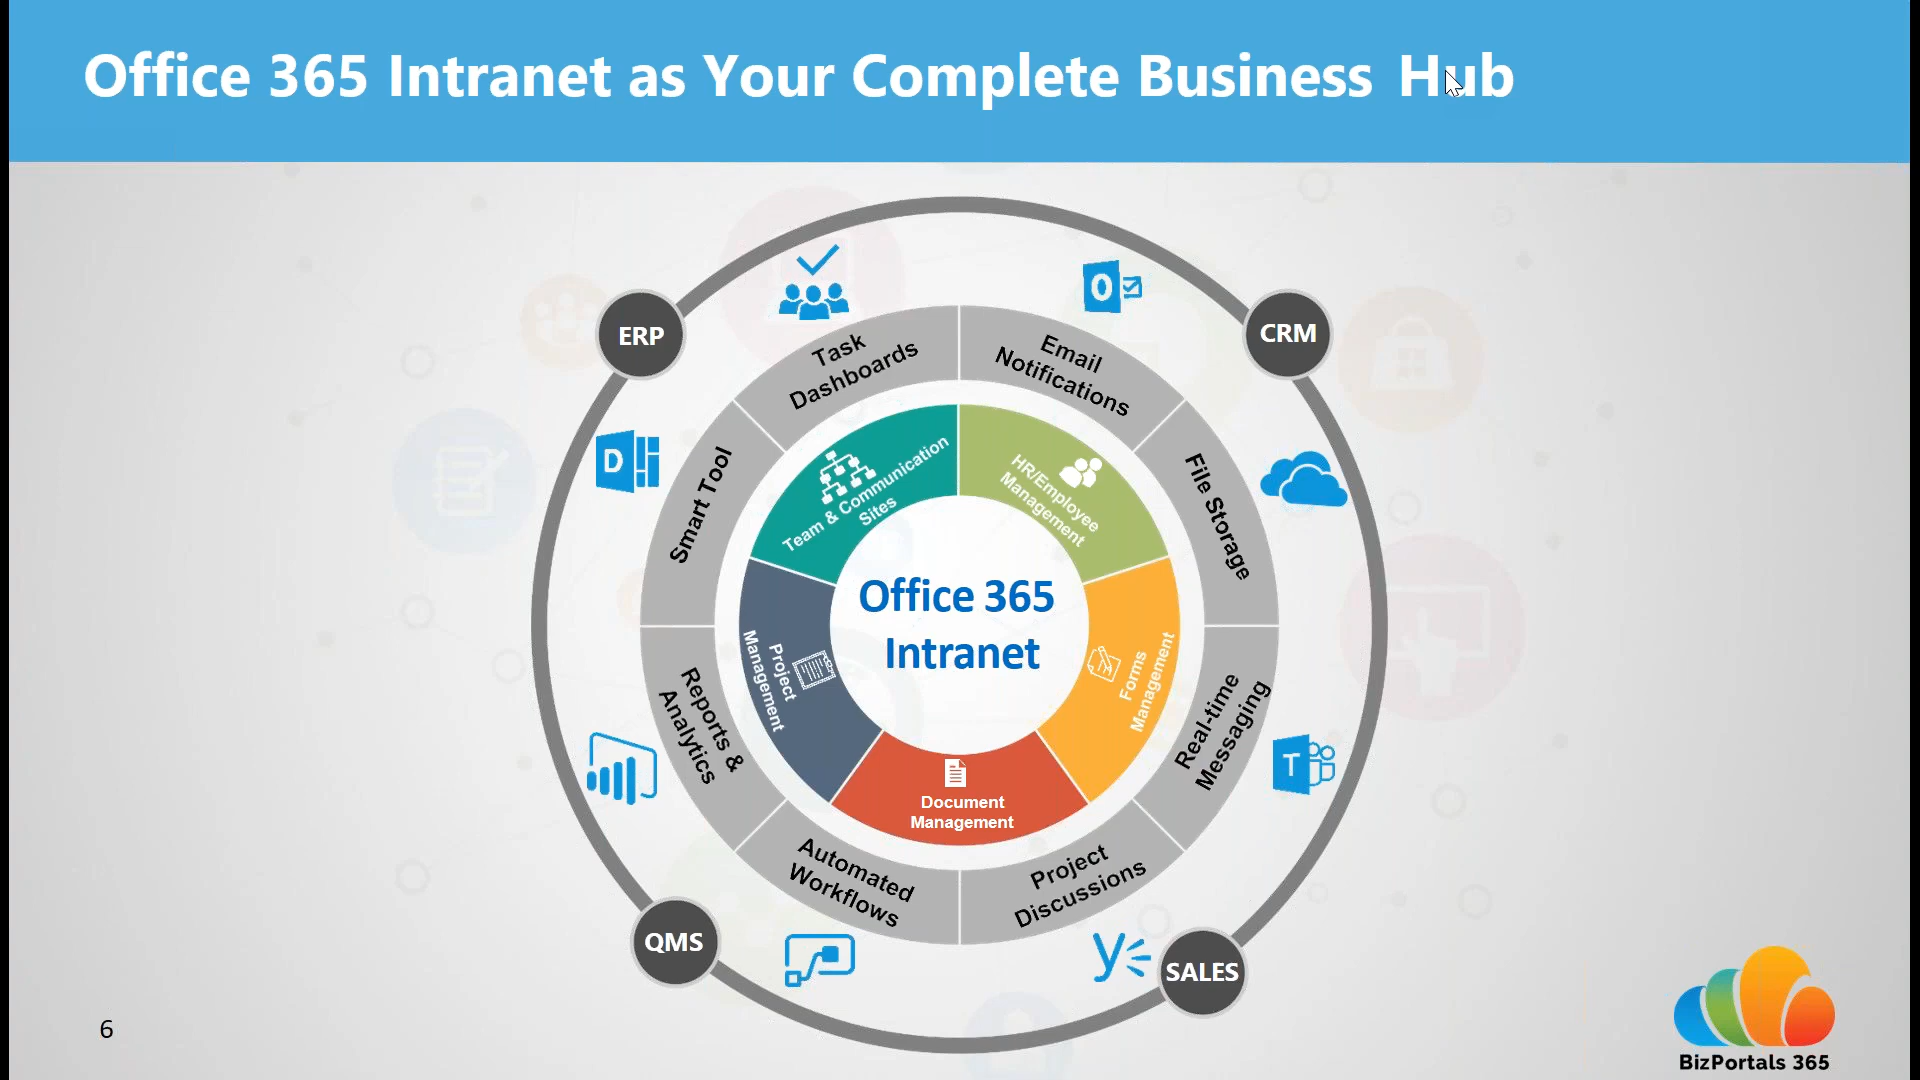 Office 365 Intranet as Your Complete Business Hub
ERP
CRM
Task
Dashboards
Email
Notifications
Smart Tool
File Storage
D
Team & Communication
Sites
HR/Employee
Management
Office 365
Intranet
Project
Management
Forms
Management
Reports &
Analytics
Real-time
Messaging
T
Document
Management
Automated
Workflows
Project
Discussions
QMS
SALES
6
BizPortals 365